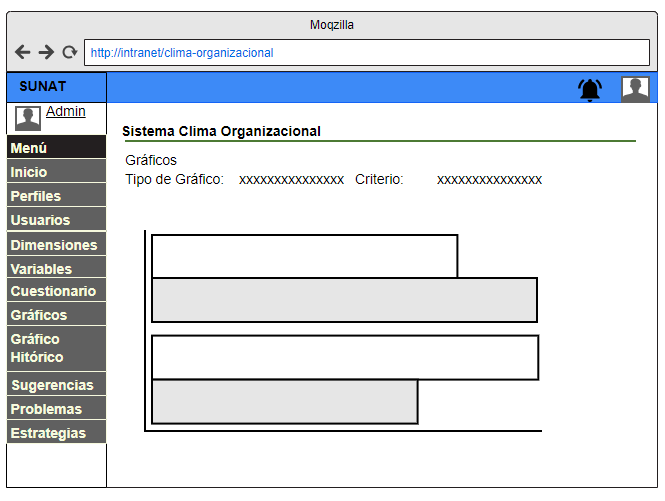 Moqzilla
http://intranet/clima-organizacional
SUNAT
Admin
Menú
Inicio
Perfiles
Usuarios
Dimensiones
Variables
Cuestionario
Gráficos
Gráfico
Hitórico
Sugerencias
Problemas
Estrategias
Sistema Clima Organizacional
Gráficos
Tipo de Gráfico: xxxxxxxxxxxxxxx Criterio: xxxxxxxxxxxxxxx